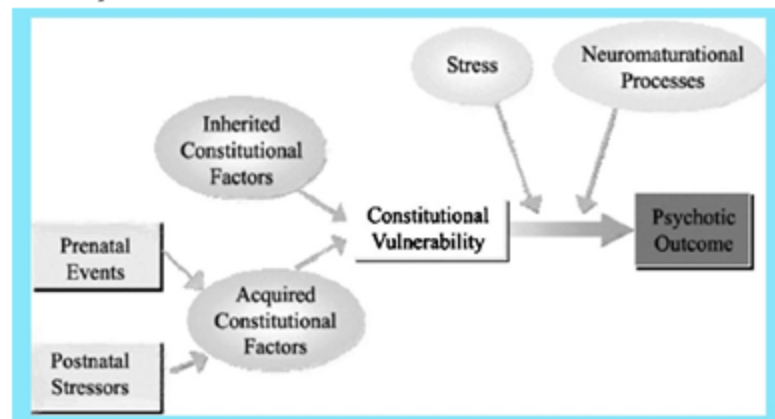 Stress
Neuromaturational
Processes
Inherited
Constitutional
Factors
Constitutional
Vulnerability
Psychotic
Outcome
Prenatal
Events
Acquired
Constitutional
Factors
Postnatal
Stressors